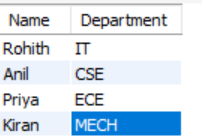 Name Department
Rohith IT
Anil CSE
Priya ECE
Kiran MECH